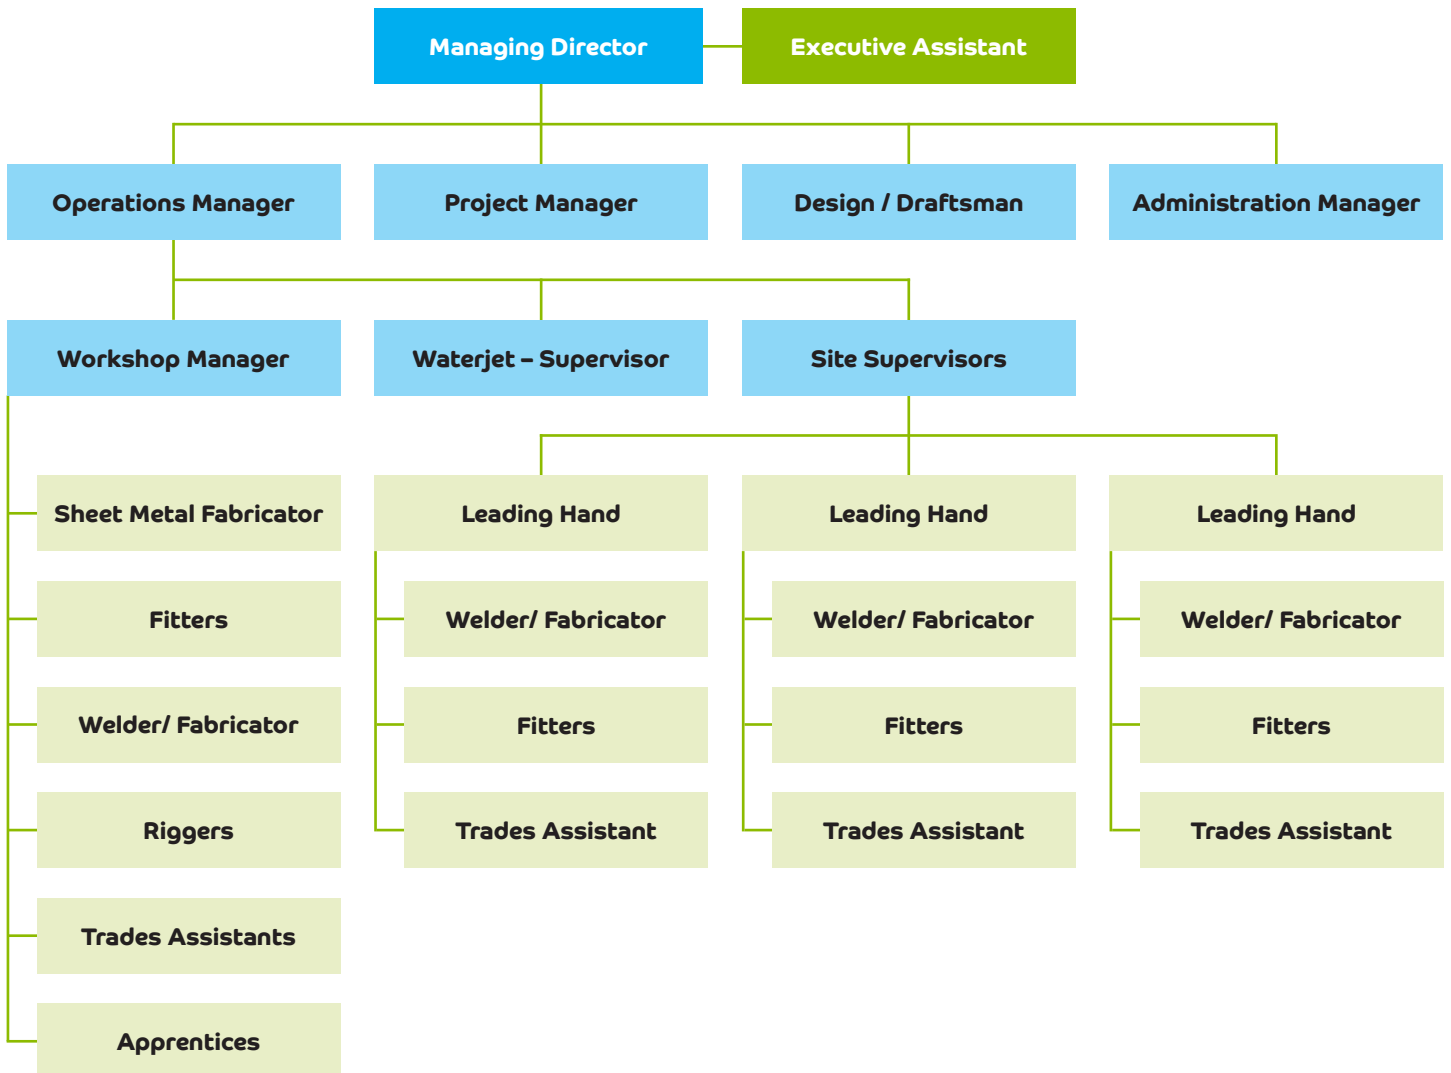 Managing Director
Executive Assistant
Operations Manager
Project Manager
Design / Draftsman
Administration Manager
Workshop Manager
Waterjet – Supervisor
Site Supervisors
Sheet Metal Fabricator
Leading Hand
Leading Hand
Leading Hand
Fitters
Welder/ Fabricator
Welder/ Fabricator
Welder/ Fabricator
Welder/ Fabricator
Fitters
Fitters
Fitters
Riggers
Trades Assistant
Trades Assistant
Trades Assistant
Trades Assistants
Apprentices